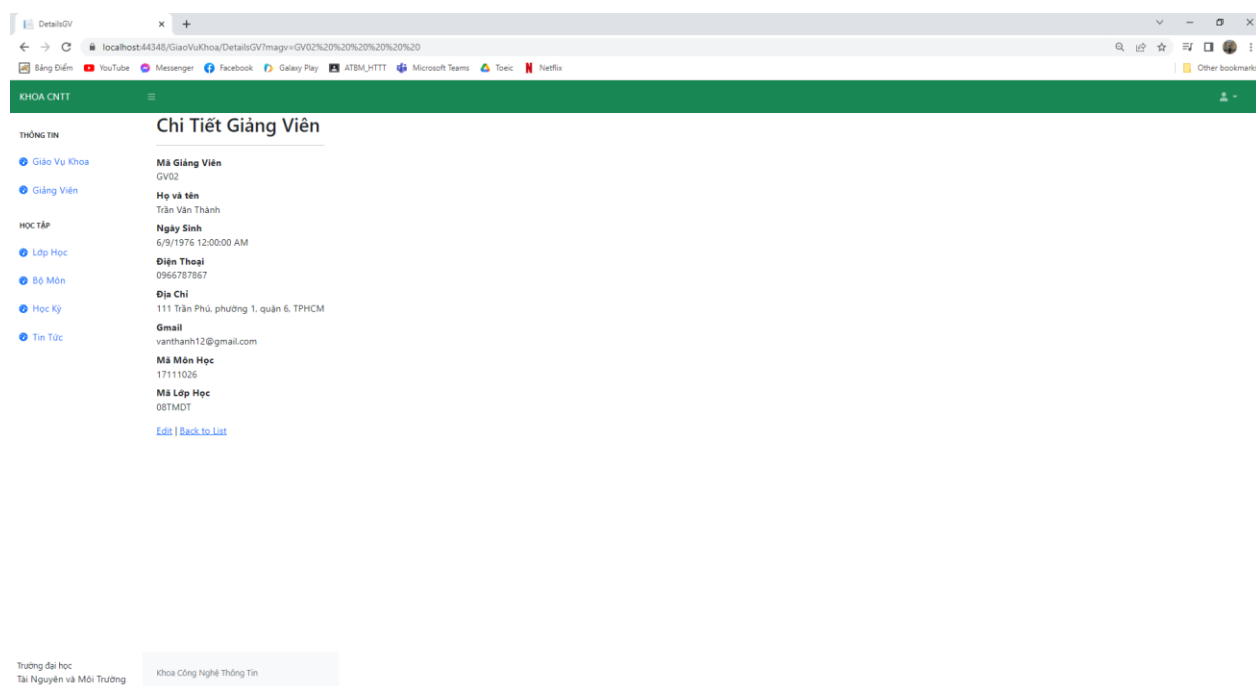 DetailsGV
localhost:44348/GiaoVuKhoa/DetailsGV?magv=GV02%20%20%20%20%20%20
Bảng Điểm YouTube Messenger Facebook Galaxy Play ATBM_HTTT Microsoft Teams Toeic Netflix Other bookmarks
KHOA CNTT
THÔNG TIN
Giáo Vụ Khoa
Giảng Viên
HỌC TẬP
Lớp Học
Bộ Môn
Học Kỳ
Tin Tức
Chi Tiết Giảng Viên
Mã Giảng Viên
GV02
Họ và tên
Trần Văn Thành
Ngày Sinh
6/9/1976 12:00:00 AM
Điện Thoại
0966787867
Địa Chỉ
111 Trần Phú, phường 1, quận 6, TPHCM
Gmail
vanthanh12@gmail.com
Mã Môn Học
17111026
Mã Lớp Học
08TMDT
Edit | Back to List
Trường đại học
Tài Nguyên và Môi Trường
Khoa Công Nghệ Thông Tin